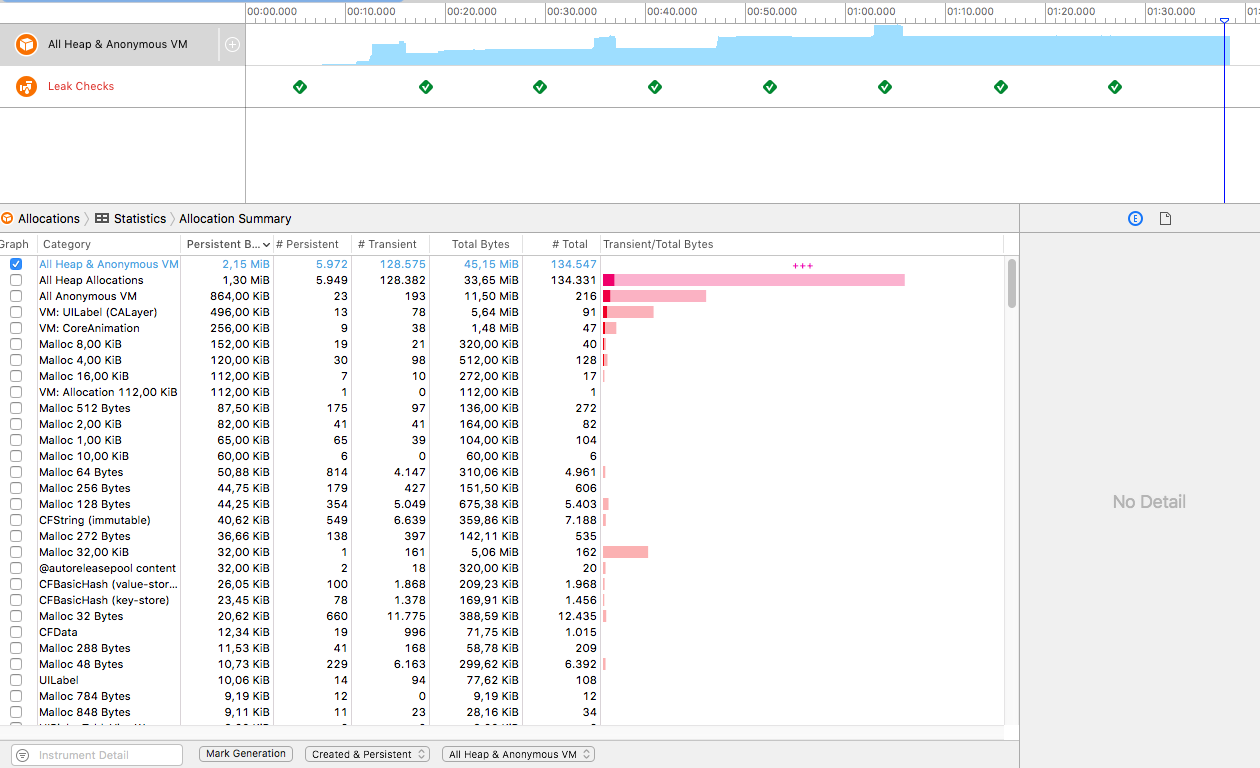 00:00.000 00:10.000 00:20.000 00:30.000 00:40.000 00:50.000 01:00.000 01:10.000 01:20.000 01:30.000
All Heap & Anonymous VM
Leak Checks
Allocations Statistics Allocation Summary
Graph Category Persistent B... # Persistent # Transient Total Bytes # Total Transient/Total Bytes
All Heap & Anonymous VM 2,15 MiB 5.972 128.575 45,15 MiB 134.547 +++
All Heap Allocations 1,30 MiB 5.949 128.382 33,65 MiB 134.331
All Anonymous VM 864,00 KiB 23 193 11,50 MiB 216
VM: UILabel (CALayer) 496,00 KiB 13 78 5,64 MiB 91
VM: CoreAnimation 256,00 KiB 9 38 1,48 MiB 47
Malloc 8,00 KiB 152,00 KiB 19 21 320,00 KiB 40
Malloc 4,00 KiB 120,00 KiB 30 98 512,00 KiB 128
Malloc 16,00 KiB 112,00 KiB 7 10 272,00 KiB 17
VM: Allocation 112,00 KiB 112,00 KiB 1 0 112,00 KiB 1
Malloc 512 Bytes 87,50 KiB 175 97 136,00 KiB 272
Malloc 2,00 KiB 82,00 KiB 41 41 164,00 KiB 82
Malloc 1,00 KiB 65,00 KiB 65 39 104,00 KiB 104
Malloc 10,00 KiB 60,00 KiB 6 0 60,00 KiB 6
Malloc 64 Bytes 50,88 KiB 814 4.147 310,06 KiB 4.961
Malloc 256 Bytes 44,75 KiB 179 427 151,50 KiB 606
Malloc 128 Bytes 44,25 KiB 354 5.049 675,38 KiB 5.403
CFString (immutable) 40,62 KiB 549 6.639 359,86 KiB 7.188
Malloc 272 Bytes 36,66 KiB 138 397 142,11 KiB 535
Malloc 32,00 KiB 32,00 KiB 1 161 5,06 MiB 162
@autoreleasepool content 32,00 KiB 2 18 320,00 KiB 20
CFBasicHash (value-stor... 26,05 KiB 100 1.868 209,23 KiB 1.968
CFBasicHash (key-store) 23,45 KiB 78 1.378 169,91 KiB 1.456
Malloc 32 Bytes 20,62 KiB 660 11.775 388,59 KiB 12.435
CFData 12,34 KiB 19 996 71,75 KiB 1.015
Malloc 288 Bytes 11,53 KiB 41 168 58,78 KiB 209
Malloc 48 Bytes 10,73 KiB 229 6.163 299,62 KiB 6.392
UILabel 10,06 KiB 14 94 77,62 KiB 108
Malloc 784 Bytes 9,19 KiB 12 0 9,19 KiB 12
Malloc 848 Bytes 9,11 KiB 11 23 28,16 KiB 34
E
No Detail
Instrument Detail Mark Generation Created & Persistent All Heap & Anonymous VM